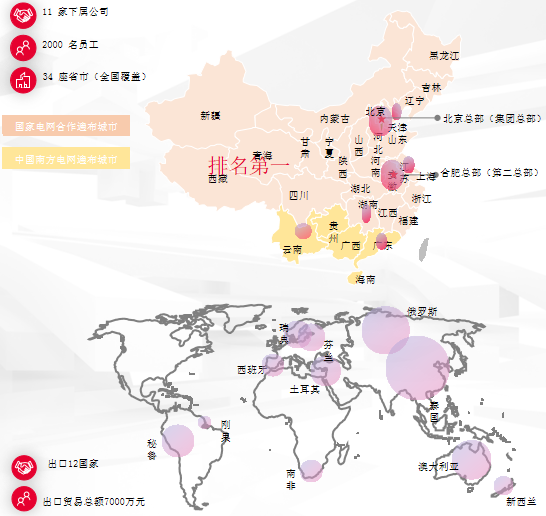 11 家下属公司
2000 名员工
34 座省市（全国覆盖）
国家电网合作遍布城市
中国南方电网遍布城市
排名第一
黑龙江
吉林
辽宁
新疆
内蒙古
北京
天津
北京总部（集团总部）
甘肃
宁夏
山西
河北
山东
青海
陕西
河南
江苏
上海
合肥总部（第二总部）
西藏
四川
湖北
浙江
湖南
江西
福建
贵州
云南
广西
广东
海南
俄罗斯
瑞典
芬兰
西班牙
土耳其
泰国
刚果
秘鲁
南非
澳大利亚
新西兰
出口12国家
出口贸易总额7000万元